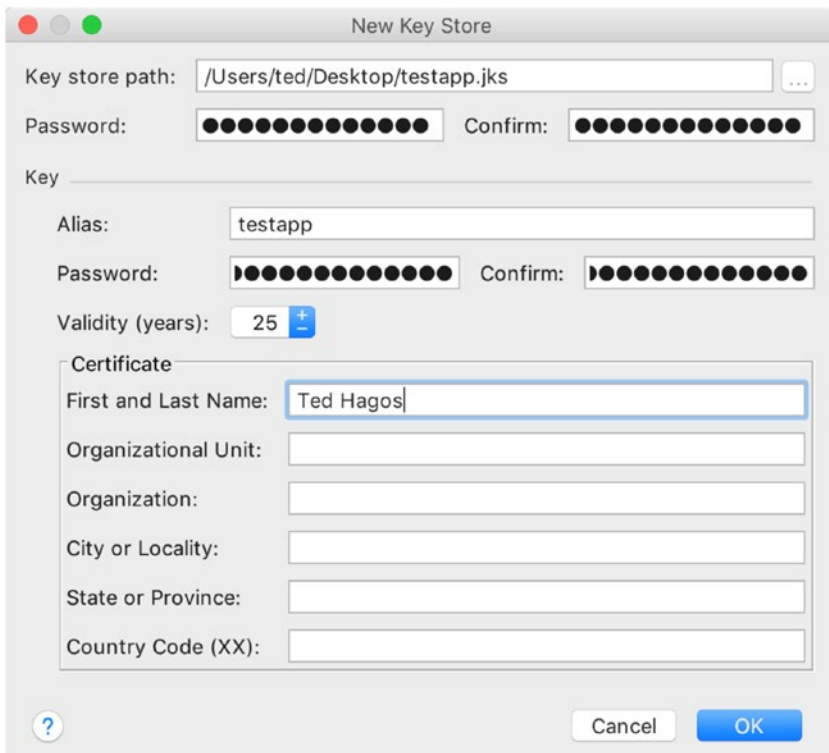 New Key Store
Key store path: /Users/ted/Desktop/testapp.jks ...
Password: ●●●●●●●●●●●●● Confirm: ●●●●●●●●●●●●●
Key
Alias: testapp
Password: ●●●●●●●●●●●●● Confirm: ●●●●●●●●●●●●●
Validity (years): 25 + −
Certificate
First and Last Name: Ted Hagos
Organizational Unit:
Organization:
City or Locality:
State or Province:
Country Code (XX):
? Cancel OK